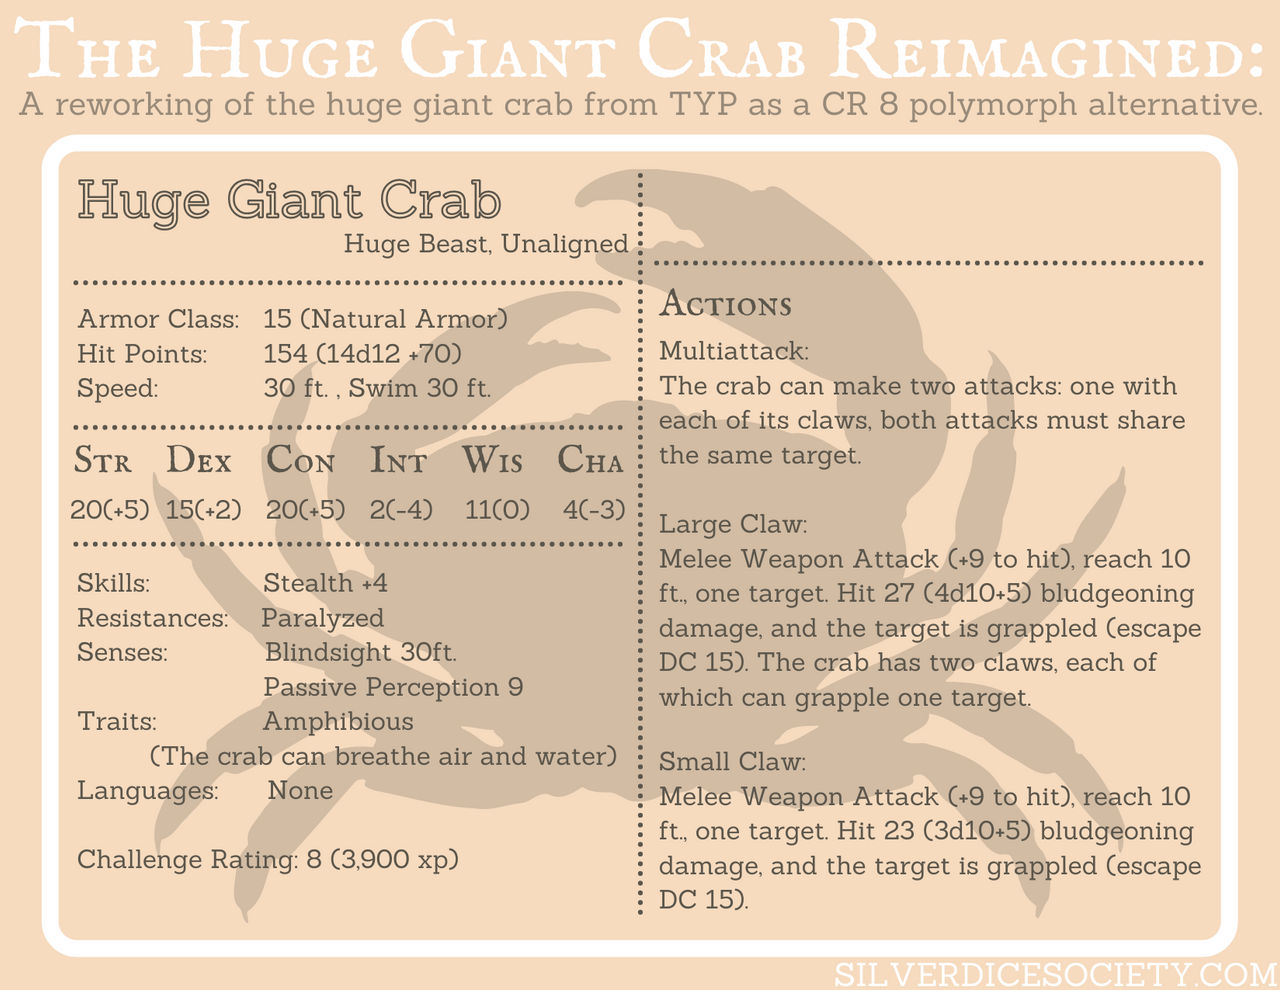 The Huge Giant Crab Reimagined:
A reworking of the huge giant crab from TYP as a CR 8 polymorph alternative.
Huge Giant Crab
Huge Beast, Unaligned
Armor Class: 15 (Natural Armor)
Hit Points: 154 (14d12 +70)
Speed: 30 ft. , Swim 30 ft.
Str Dex Con Int Wis Cha
20(+5) 15(+2) 20(+5) 2(-4) 11(0) 4(-3)
Skills: Stealth +4
Resistances: Paralyzed
Senses: Blindsight 30ft.
Passive Perception 9
Traits: Amphibious
(The crab can breathe air and water)
Languages: None
Challenge Rating: 8 (3,900 xp)
Actions
Multiattack:
The crab can make two attacks: one with
each of its claws, both attacks must share
the same target.
Large Claw:
Melee Weapon Attack (+9 to hit), reach 10
ft., one target. Hit 27 (4d10+5) bludgeoning
damage, and the target is grappled (escape
DC 15). The crab has two claws, each of
which can grapple one target.
Small Claw:
Melee Weapon Attack (+9 to hit), reach 10
ft., one target. Hit 23 (3d10+5) bludgeoning
damage, and the target is grappled (escape
DC 15).
SILVERDICESOCIETY.COM